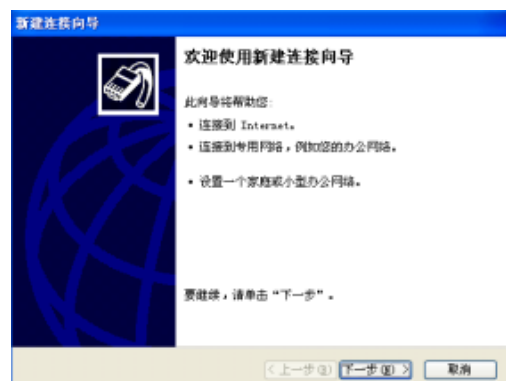 新建连接向导
欢迎使用新建连接向导
此向导将帮助您:
• 连接到 Internet。
• 连接到专用网络，例如您的办公网络。
• 设置一个家庭或小型办公网络。
要继续，请单击“下一步”。
< 上一步(B) 下一步(N) > 取消